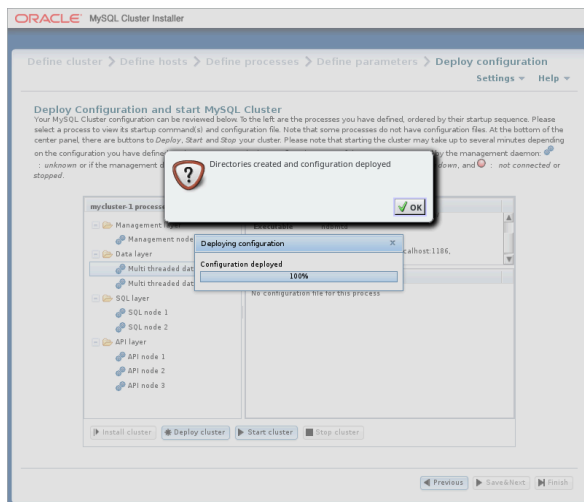 ORACLE® MySQL Cluster Installer
Define cluster > Define hosts > Define processes > Define parameters > Deploy configuration
Settings Help
Deploy Configuration and start MySQL Cluster
Your MySQL Cluster configuration can be reviewed below. To the left are the processes you have defined, ordered by their startup sequence. Please
select a process to view its startup command(s) and configuration file. Note that some processes do not have configuration files. At the bottom of the
center panel, there are buttons to Deploy, Start and Stop your cluster. Please note that starting the cluster may take up to several minutes depending
on the configuration you have define by the management daemon:
: unknown or if the management d down, and : not connected or
stopped.
Directories created and configuration deployed
OK
mycluster-1 processe
Management l
Management node
Data layer
Multi threaded dat
Multi threaded dat
SQL layer
SQL node 1
SQL node 2
API layer
API node 1
API node 2
API node 3
Executable
calhost:1186,
Deploying configuration
Configuration deployed
100%
No configuration file for this process
Install cluster Deploy cluster Start cluster Stop cluster
Previous Save&Next Finish